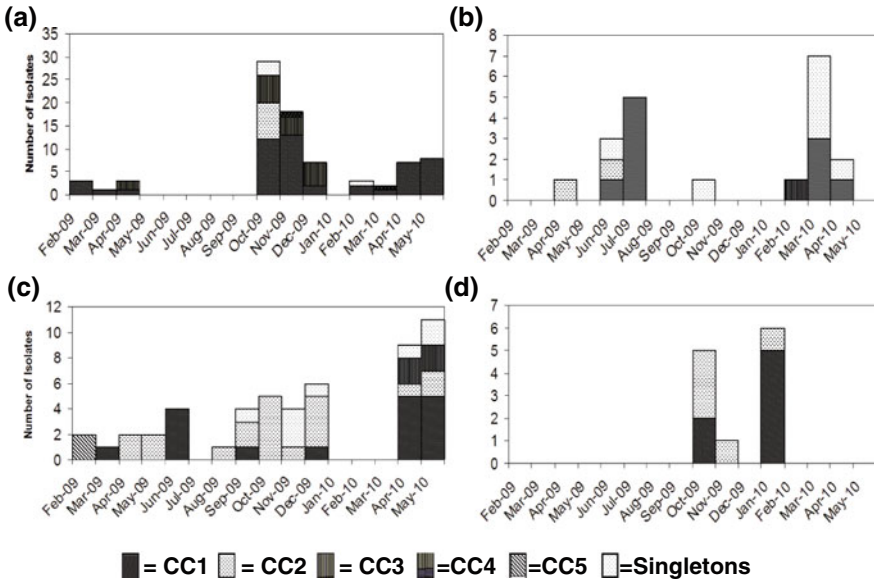 (a)
Number of Isolates
35
30
25
20
15
10
5
0
Feb-09
Mar-09
Apr-09
May-09
Jun-09
Jul-09
Aug-09
Sep-09
Oct-09
Nov-09
Dec-09
Jan-10
Feb-10
Mar-10
Apr-10
May-10
(b)
8
7
6
5
4
3
2
1
0
Feb-09
Mar-09
Apr-09
May-09
Jun-09
Jul-09
Aug-09
Sep-09
Oct-09
Nov-09
Dec-09
Jan-10
Feb-10
Mar-10
Apr-10
May-10
(c)
Number of Isolates
12
10
8
6
4
2
0
Feb-09
Mar-09
Apr-09
May-09
Jun-09
Jul-09
Aug-09
Sep-09
Oct-09
Nov-09
Dec-09
Jan-10
Feb-10
Mar-10
Apr-10
May-10
(d)
7
6
5
4
3
2
1
0
Feb-09
Mar-09
Apr-09
May-09
Jun-09
Jul-09
Aug-09
Sep-09
Oct-09
Nov-09
Dec-09
Jan-10
Feb-10
Mar-10
Apr-10
May-10
= CC1 = CC2 = CC3 =CC4 =CC5 =Singletons